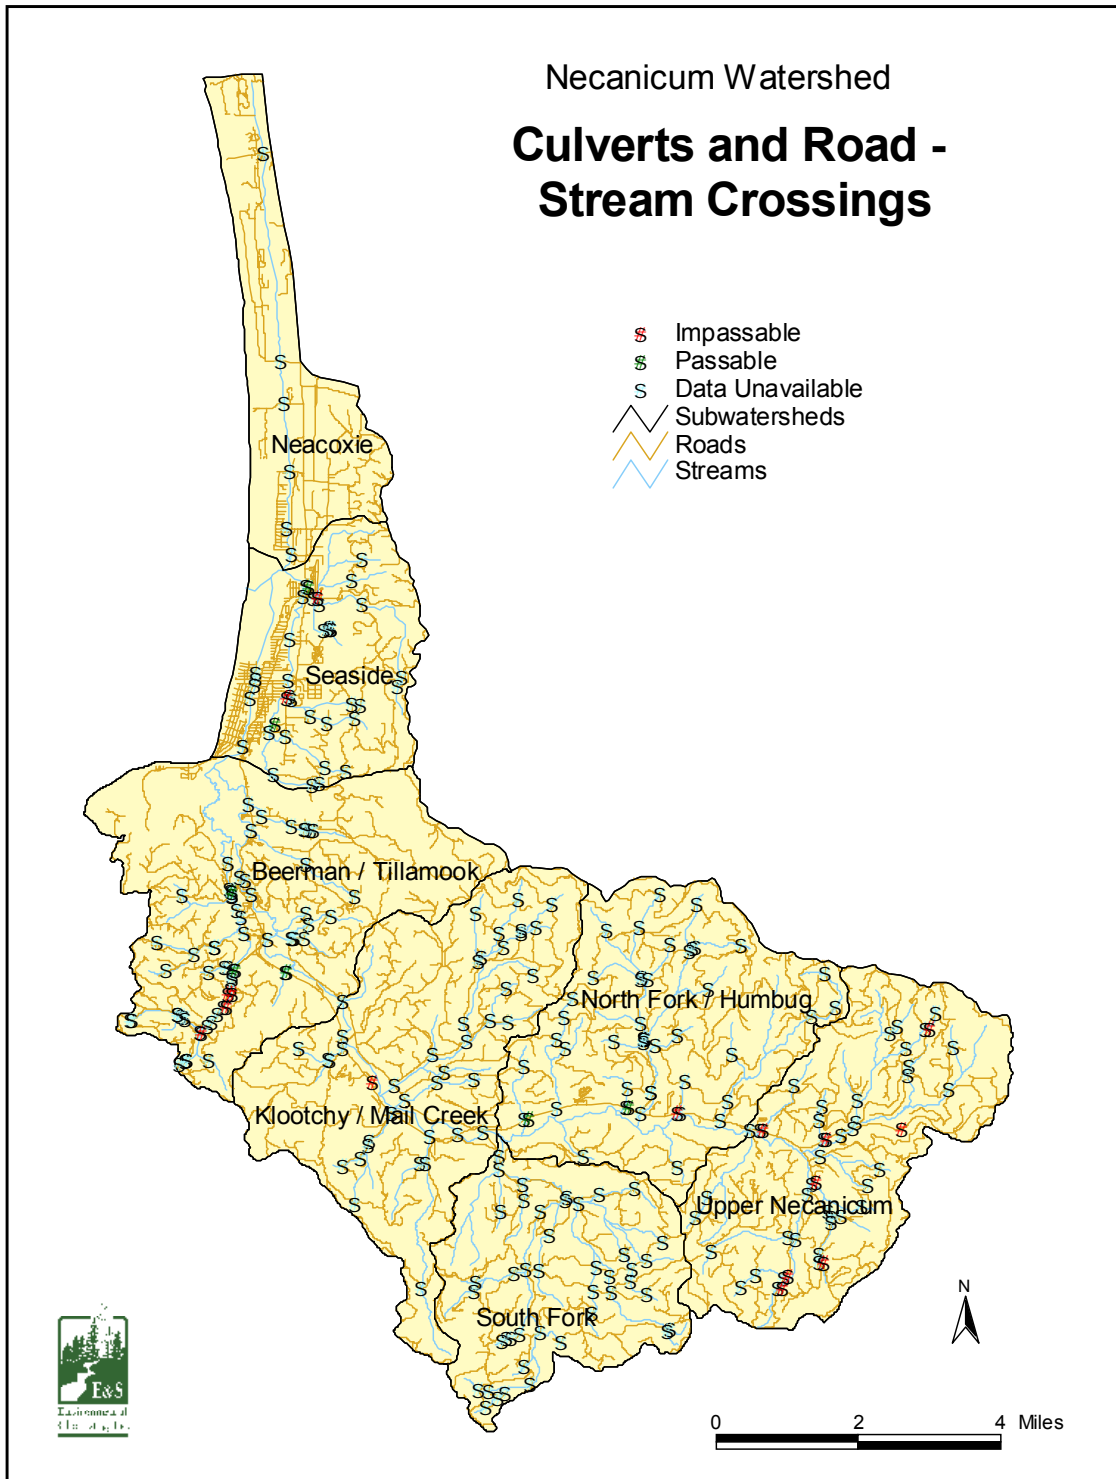 Necanicum Watershed
Culverts and Road -
Stream Crossings
S Impassable
S Passable
S Data Unavailable
Subwatersheds
Roads
Streams
Neacoxie
Seaside
Beerman / Tillamook
North Fork / Humbug
Klootchy / Mail Creek
Upper Necanicum
South Fork
N
E&S
0 2 4 Miles